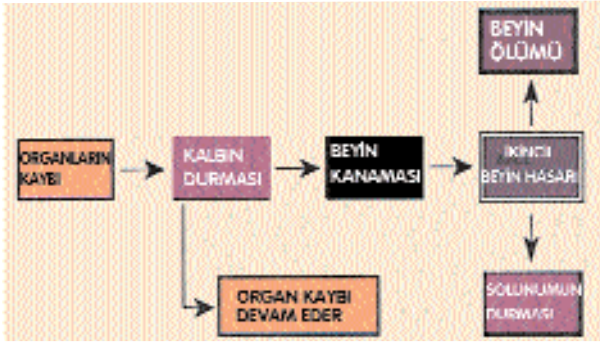 BEYİN
ÖLÜMÜ
ORGANLARIN
KAYBI
KALBİN
DURMASI
BEYİN
KANAMASI
İKİNCİL
BEYİN HASARI
ORGAN KAYBI
DEVAM EDER
SOLUNUMUN
DURMASI